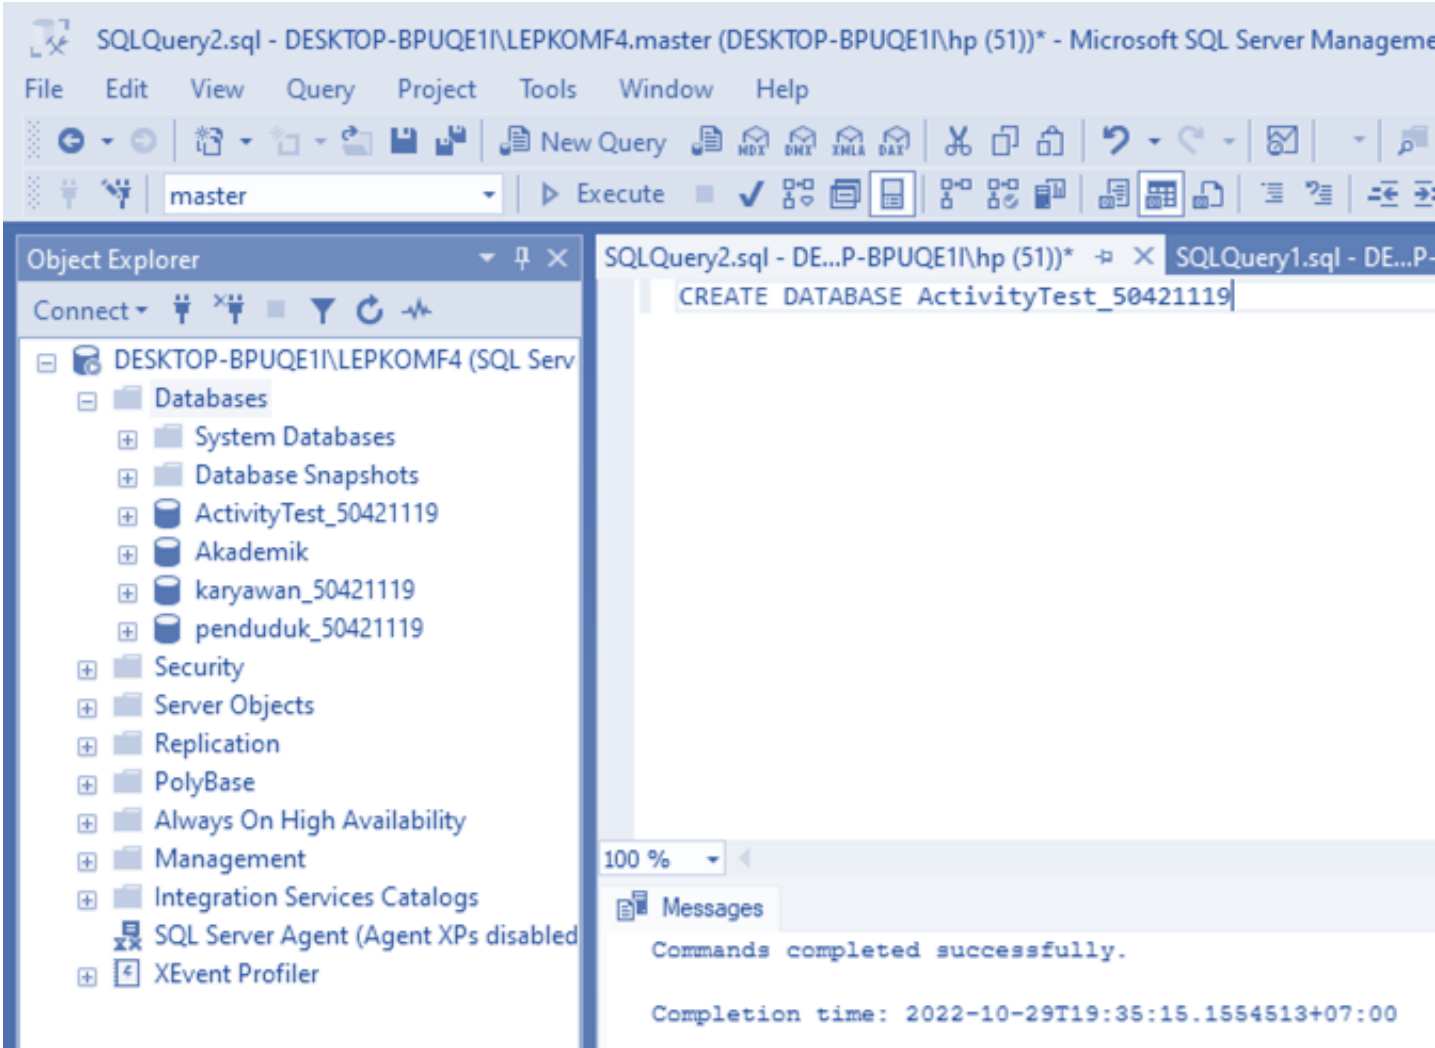 SQLQuery2.sql - DESKTOP-BPUQE1I\LEPKOMF4.master (DESKTOP-BPUQE1I\hp (51))* - Microsoft SQL Server Manageme
File Edit View Query Project Tools Window Help
New Query MDX DMX XMLA DAX
master Execute
Object Explorer
Connect
DESKTOP-BPUQE1I\LEPKOMF4 (SQL Serv
Databases
System Databases
Database Snapshots
ActivityTest_50421119
Akademik
karyawan_50421119
penduduk_50421119
Security
Server Objects
Replication
PolyBase
Always On High Availability
Management
Integration Services Catalogs
SQL Server Agent (Agent XPs disabled
XEvent Profiler
SQLQuery2.sql - DE...P-BPUQE1I\hp (51))* SQLQuery1.sql - DE...P-
CREATE DATABASE ActivityTest_50421119
100 %
Messages
Commands completed successfully.
Completion time: 2022-10-29T19:35:15.1554513+07:00